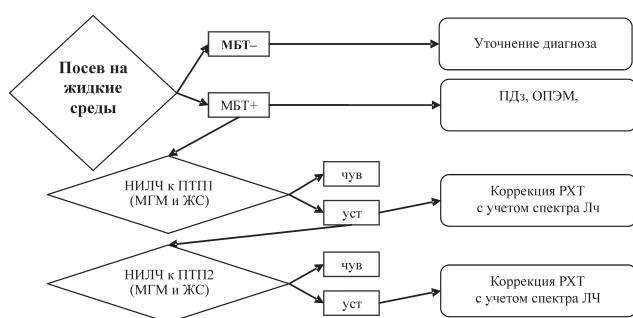 Посев на
жидкие
среды
МБТ–
Уточнение диагноза
МБТ+
ПДз, ОПЭМ,
НИЛЧ к ПТП1
(МГМ и ЖС)
чув
уст
Коррекция РХТ
с учетом спектра Лч
НИЛЧ к ПТП2
(МГМ и ЖС)
чув
уст
Коррекция РХТ
с учетом спектра ЛЧ